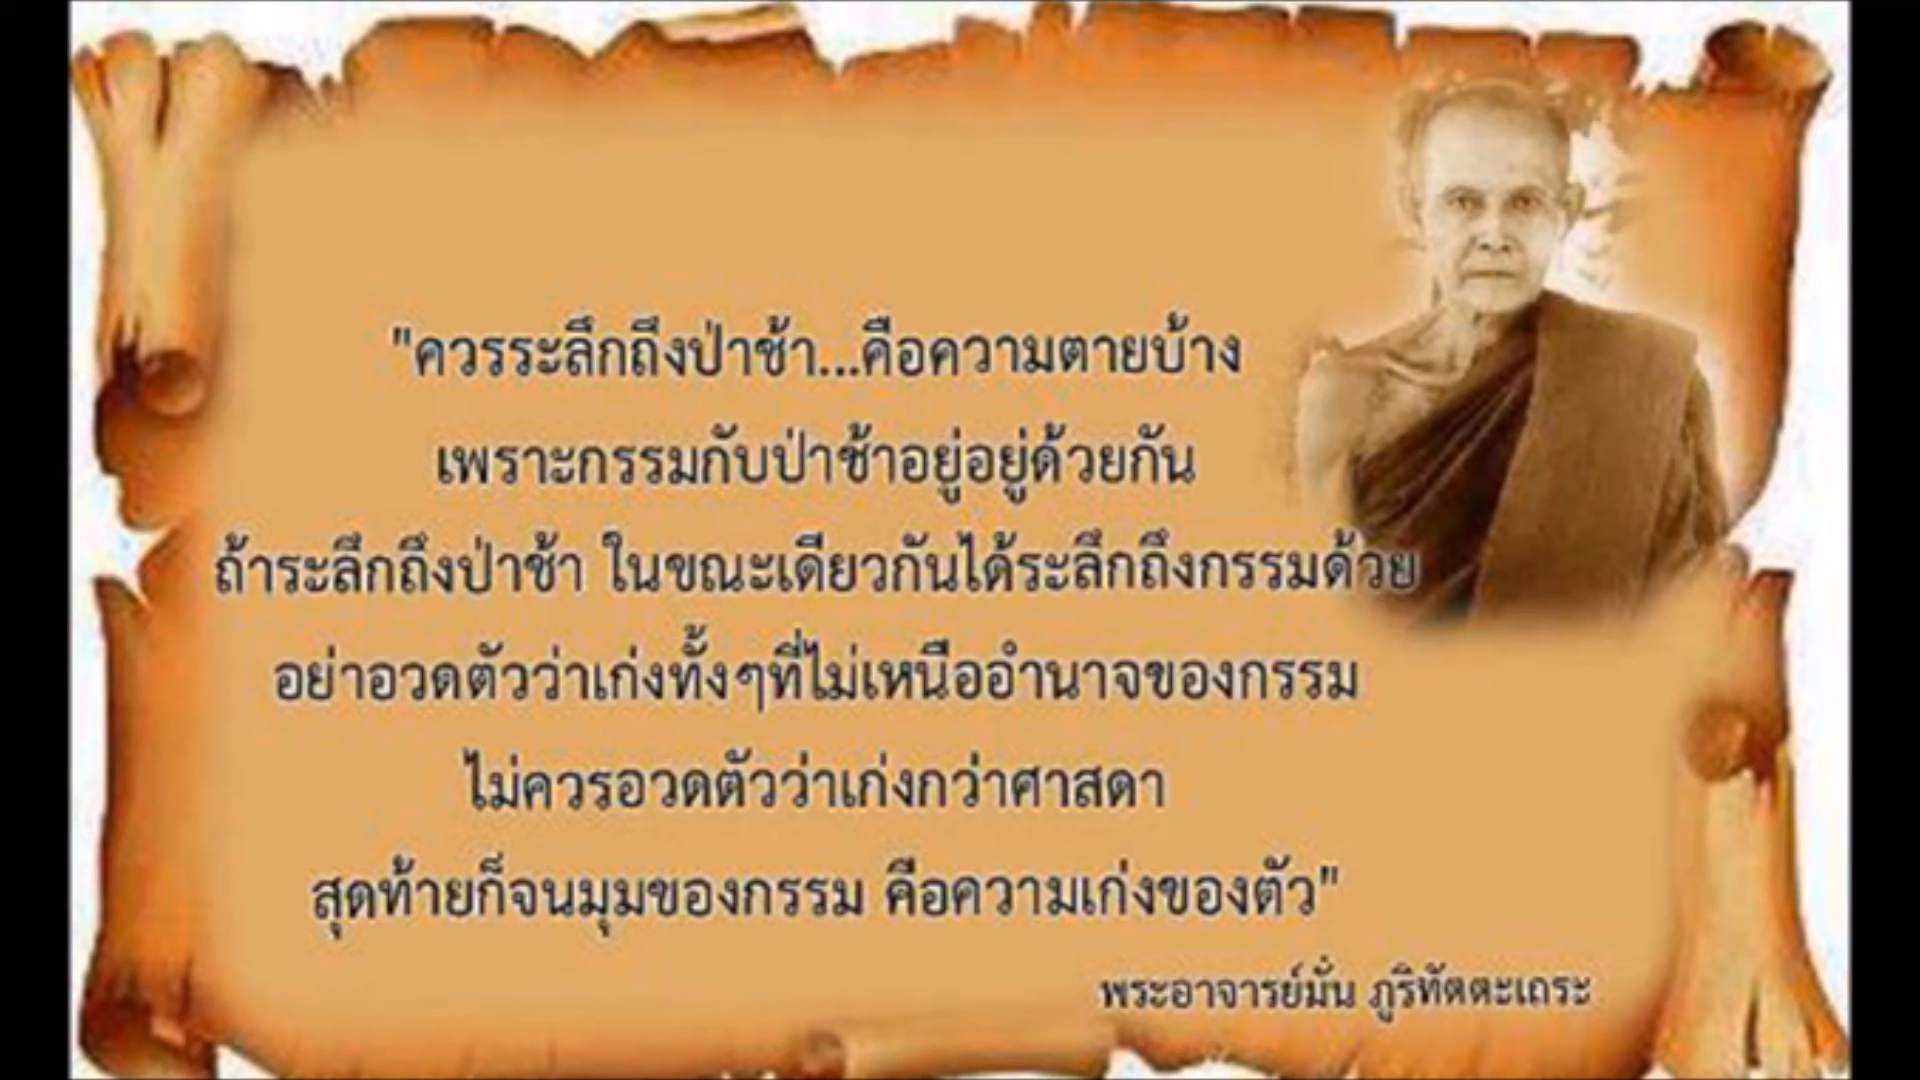 "ควรระลึกถึงป่าช้า...คือความตายบ้าง
เพราะกรรมกับป่าช้าอยู่อยู่ด้วยกัน
ถ้าระลึกถึงป่าช้า ในขณะเดียวกันได้ระลึกถึงกรรมด้วย
อย่าอวดตัวว่าเก่งทั้งๆที่ไม่เหนืออำนาจของกรรม
ไม่ควรอวดตัวว่าเก่งกว่าศาสดา
สุดท้ายก็จนมุมของกรรม คือความเก่งของตัว"
พระอาจารย์มั่น ภูริทัตตะเถระ